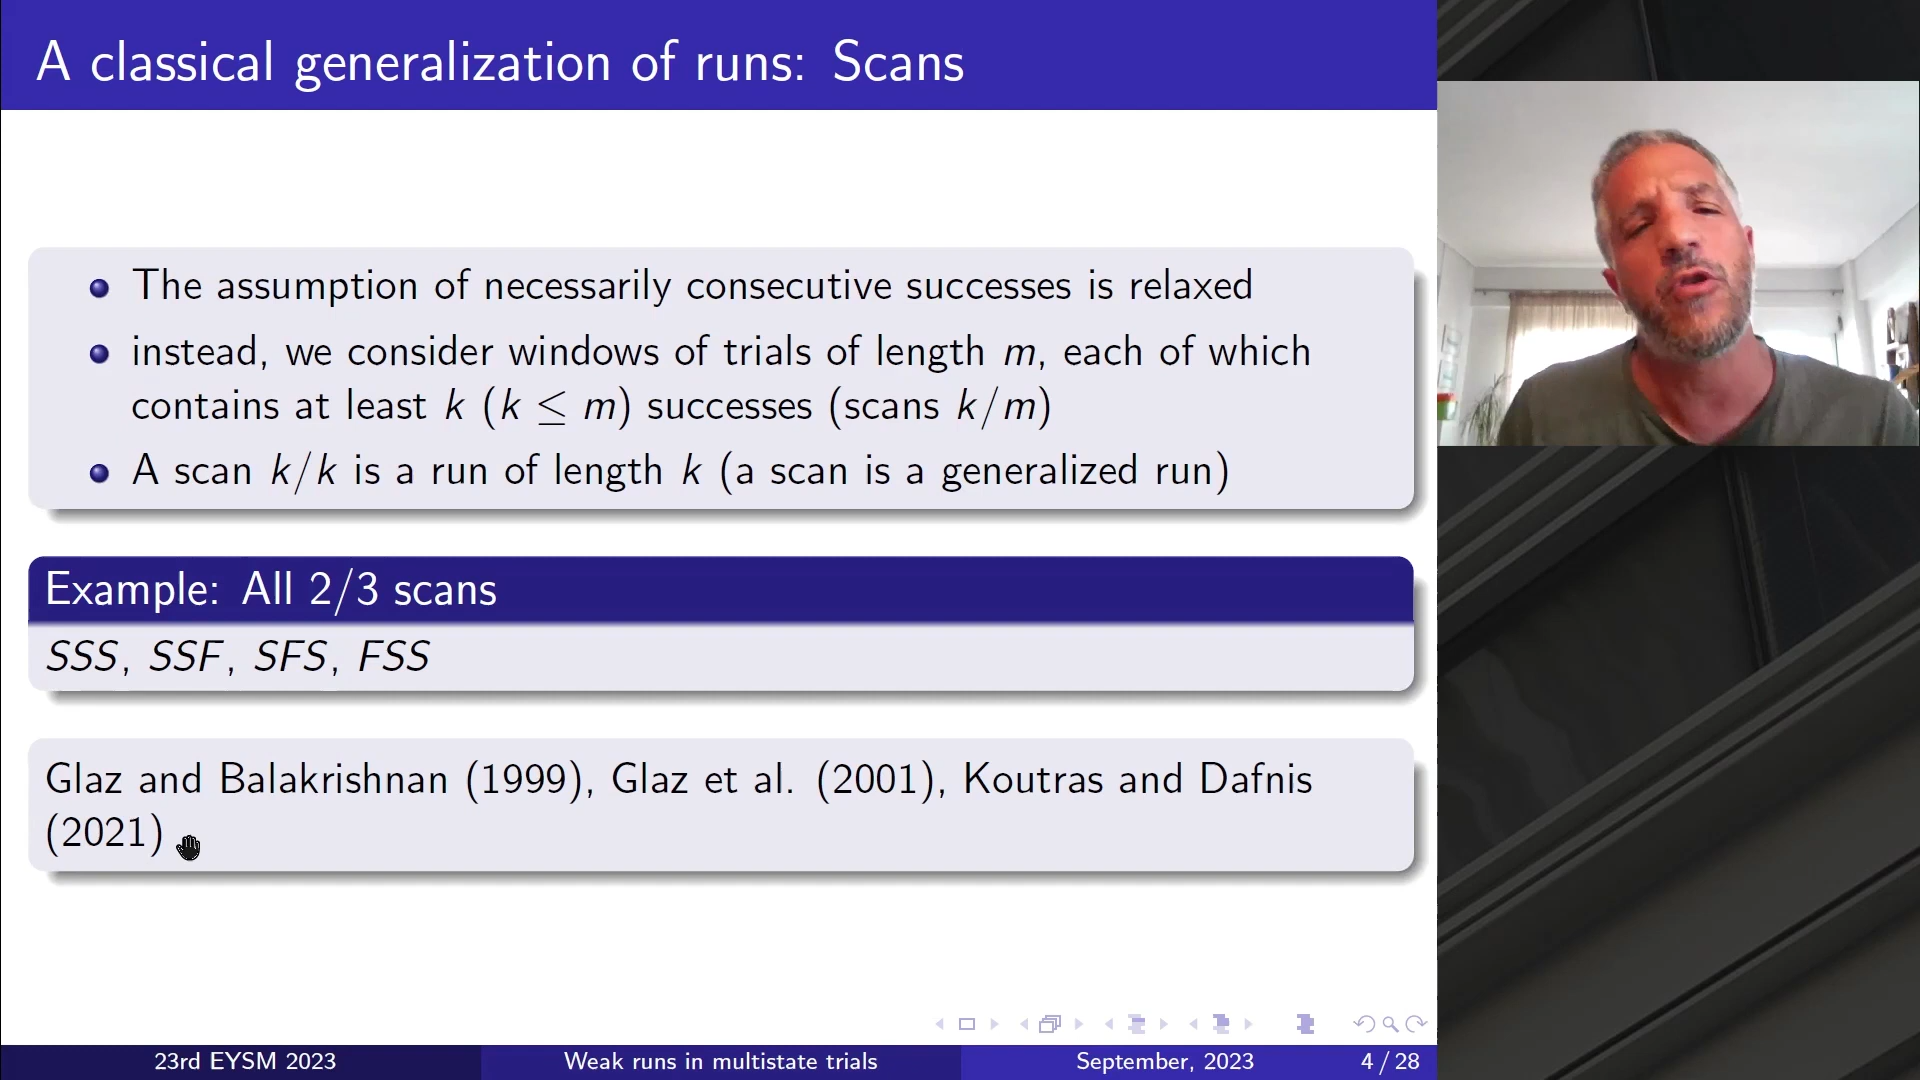 A classical generalization of runs: Scans
The assumption of necessarily consecutive successes is relaxed
instead, we consider windows of trials of length m, each of which
contains at least k (k ≤ m) successes (scans k/m)
A scan k/k is a run of length k (a scan is a generalized run)
Example: All 2/3 scans
SSS, SSF, SFS, FSS
Glaz and Balakrishnan (1999), Glaz et al. (2001), Koutras and Dafnis
(2021)
23rd EYSM 2023 Weak runs in multistate trials September, 2023 4 / 28